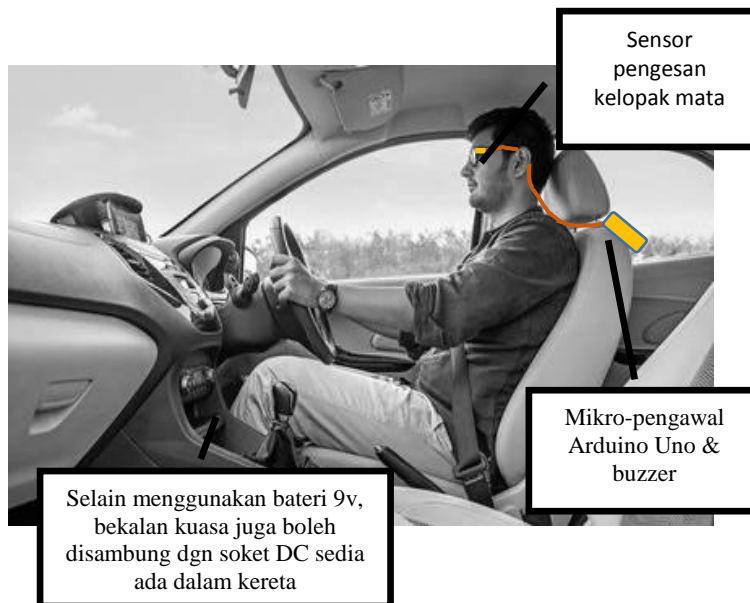 Sensor
pengesan
kelopak mata
Mikro-pengawal
Arduino Uno &
buzzer
Selain menggunakan bateri 9v,
bekalan kuasa juga boleh
disambung dgn soket DC sedia
ada dalam kereta